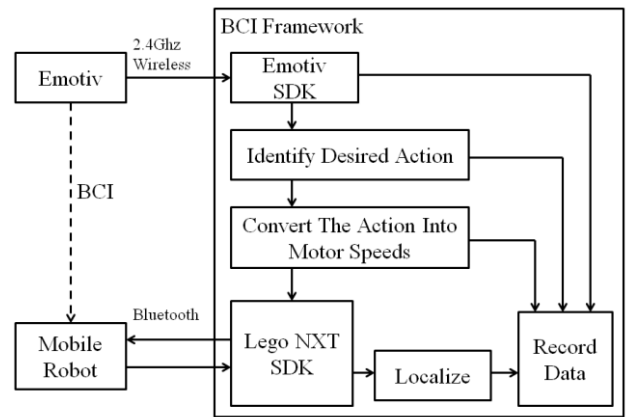 BCI Framework
2.4Ghz
Wireless
Emotiv
Emotiv
SDK
Identify Desired Action
BCI
Convert The Action Into
Motor Speeds
Bluetooth
Mobile
Robot
Lego NXT
SDK
Localize
Record
Data